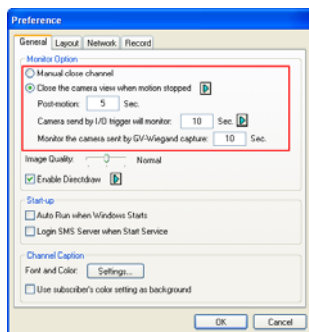 Preference
General Layout Network Record
Monitor Option
Manual close channel
Close the camera view when motion stopped
Post-motion: 5 Sec.
Camera send by I/O trigger will monitor: 10 Sec.
Monitor the camera sent by GV-Wiegand capture: 10 Sec.
Image Quality: Normal
Enable Directdraw
Start-up
Auto Run when Windows Starts
Login SMS Server when Start Service
Channel Caption
Font and Color: Settings...
Use subscriber's color setting as background
OK Cancel